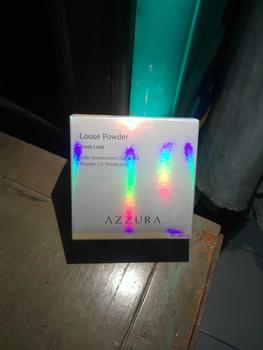 Loose Powder
Fresh Look
with Amazonian Clay &
Double UV Protection
AZZURA